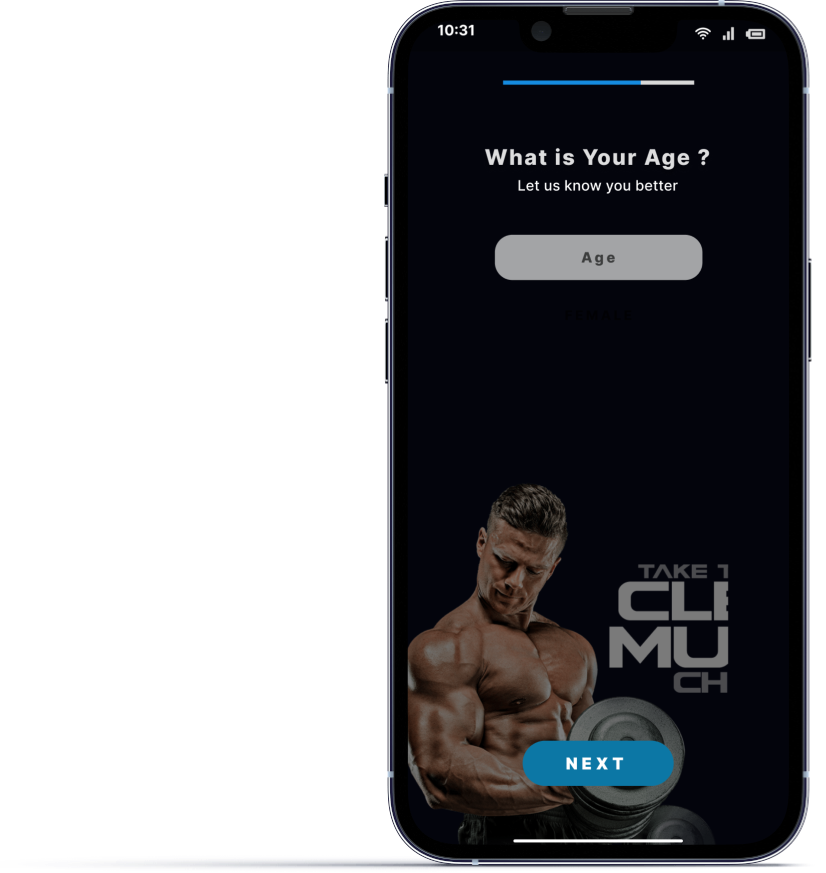 10:31
What is Your Age ?
Let us know you better
Age
FEMALE
TAKE
CLE
MU
CH
NEXT